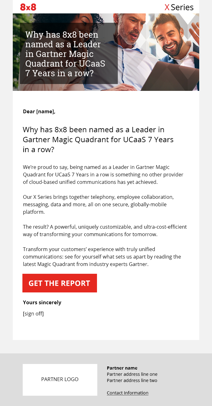 8x8
X Series
Why has 8x8 been
named as a Leader
in Gartner Magic
Quadrant for UCaaS
7 Years in a row?
Dear [name],
Why has 8x8 been named as a Leader in
Gartner Magic Quadrant for UCaaS 7 Years
in a row?
We're proud to say, being named as a Leader in Gartner Magic
Quadrant for UCaaS 7 Years in a row is something no other provider
of cloud-based unified communications has yet achieved.
Our X Series brings together telephony, employee collaboration,
messaging, data and more, all on one secure, globally-mobile
platform.
The result? A powerful, uniquely customizable, and ultra-cost-efficient
way of transforming your communications for tomorrow.
Transform your customers' experience with truly unified
communications: see for yourself what sets us apart by reading the
latest Magic Quadrant from industry experts Gartner.
GET THE REPORT
Yours sincerely
[sign off]
PARTNER LOGO
Partner name
Partner address line one
Partner address line two
Contact information